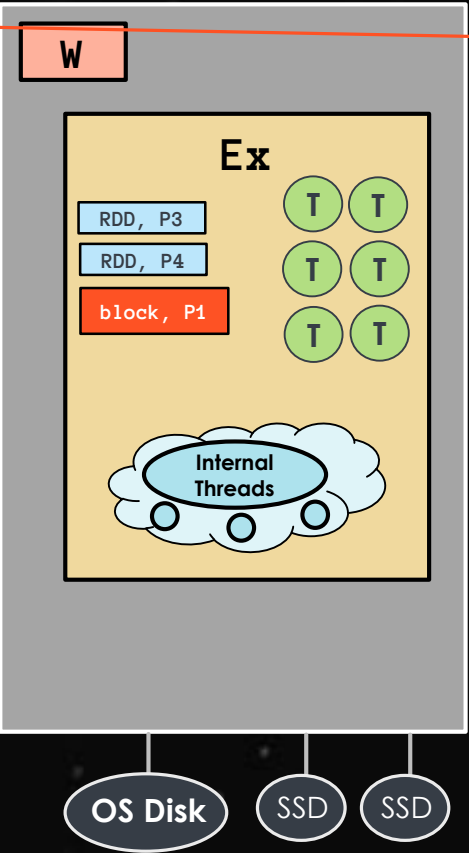 W
Ex
RDD, P3
T T
RDD, P4
T T
block, P1
T T
Internal
Threads
OS Disk
SSD
SSD